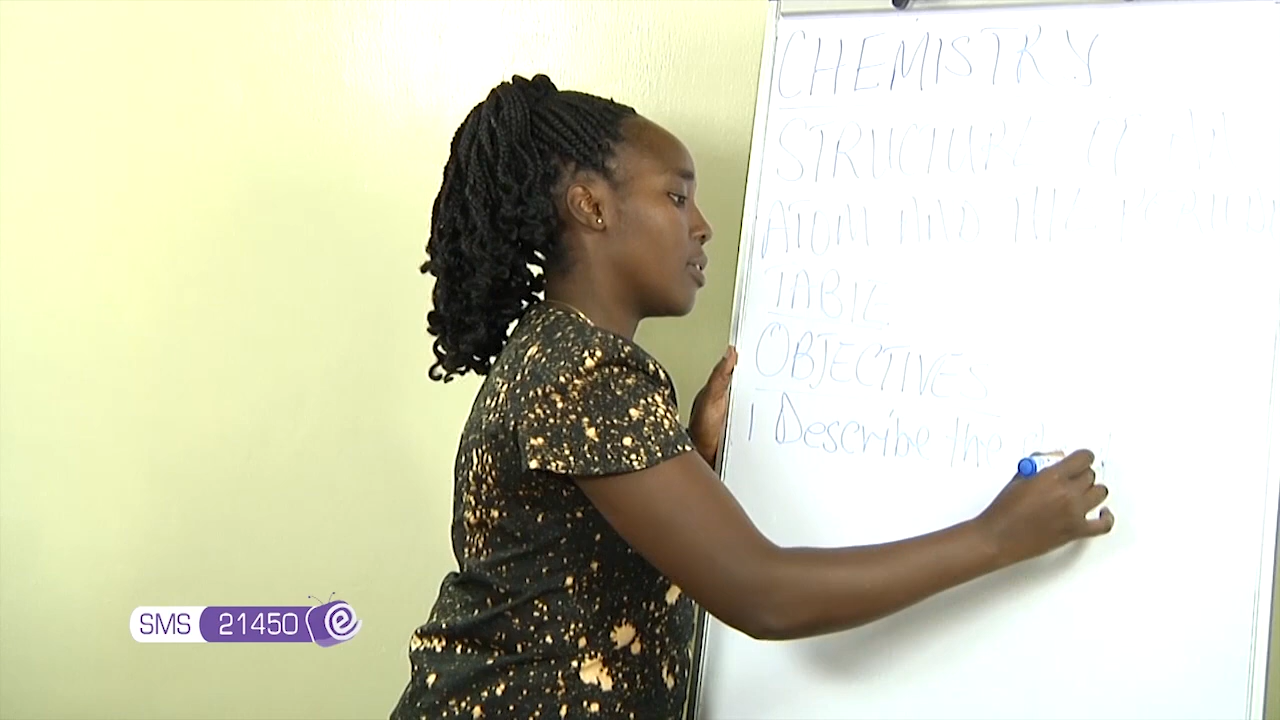 CHEMISTRY
STRUCTURE OF THE
ATOM AND THE PERIODIC
TABLE
OBJECTIVES
1 Describe the
SMS 21450 e